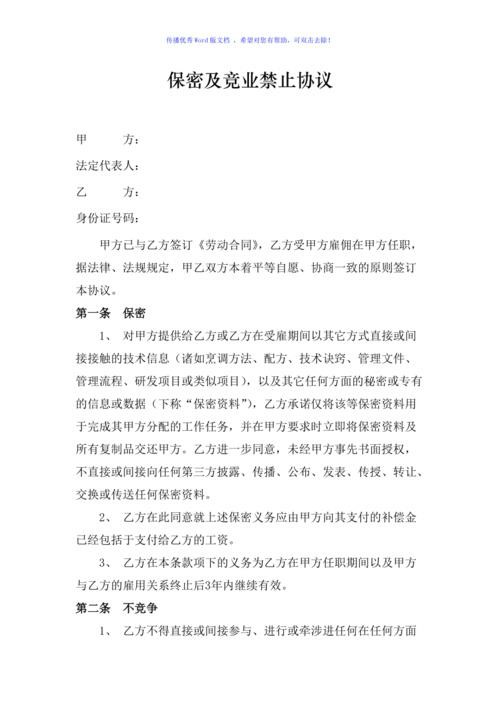 传播优秀Word版文档 ，希望对您有帮助，可双击去除！
保密及竞业禁止协议
甲　　方：
法定代表人：
乙　　方：
身份证号码：
甲方已与乙方签订《劳动合同》，乙方受甲方雇佣在甲方任职，
据法律、法规规定，甲乙双方本着平等自愿、协商一致的原则签订
本协议。
第一条　保密
1、 对甲方提供给乙方或乙方在受雇期间以其它方式直接或间
接接触的技术信息（诸如烹调方法、配方、技术诀窍、管理文件、
管理流程、研发项目或类似项目），以及其它任何方面的秘密或专有
的信息或数据（下称“保密资料”），乙方承诺仅将该等保密资料用
于完成其甲方分配的工作任务，并在甲方要求时立即将保密资料及
所有复制品交还甲方。乙方进一步同意，未经甲方事先书面授权，
不直接或间接向任何第三方披露、传播、公布、发表、传授、转让、
交换或传送任何保密资料。
2、 乙方在此同意就上述保密义务应由甲方向其支付的补偿金
已经包括于支付给乙方的工资。
3、 乙方在本条款项下的义务为乙方在甲方任职期间以及甲方
与乙方的雇用关系终止后3年内继续有效。
第二条　不竞争
1、 乙方不得直接或间接参与、进行或牵涉进任何在任何方面